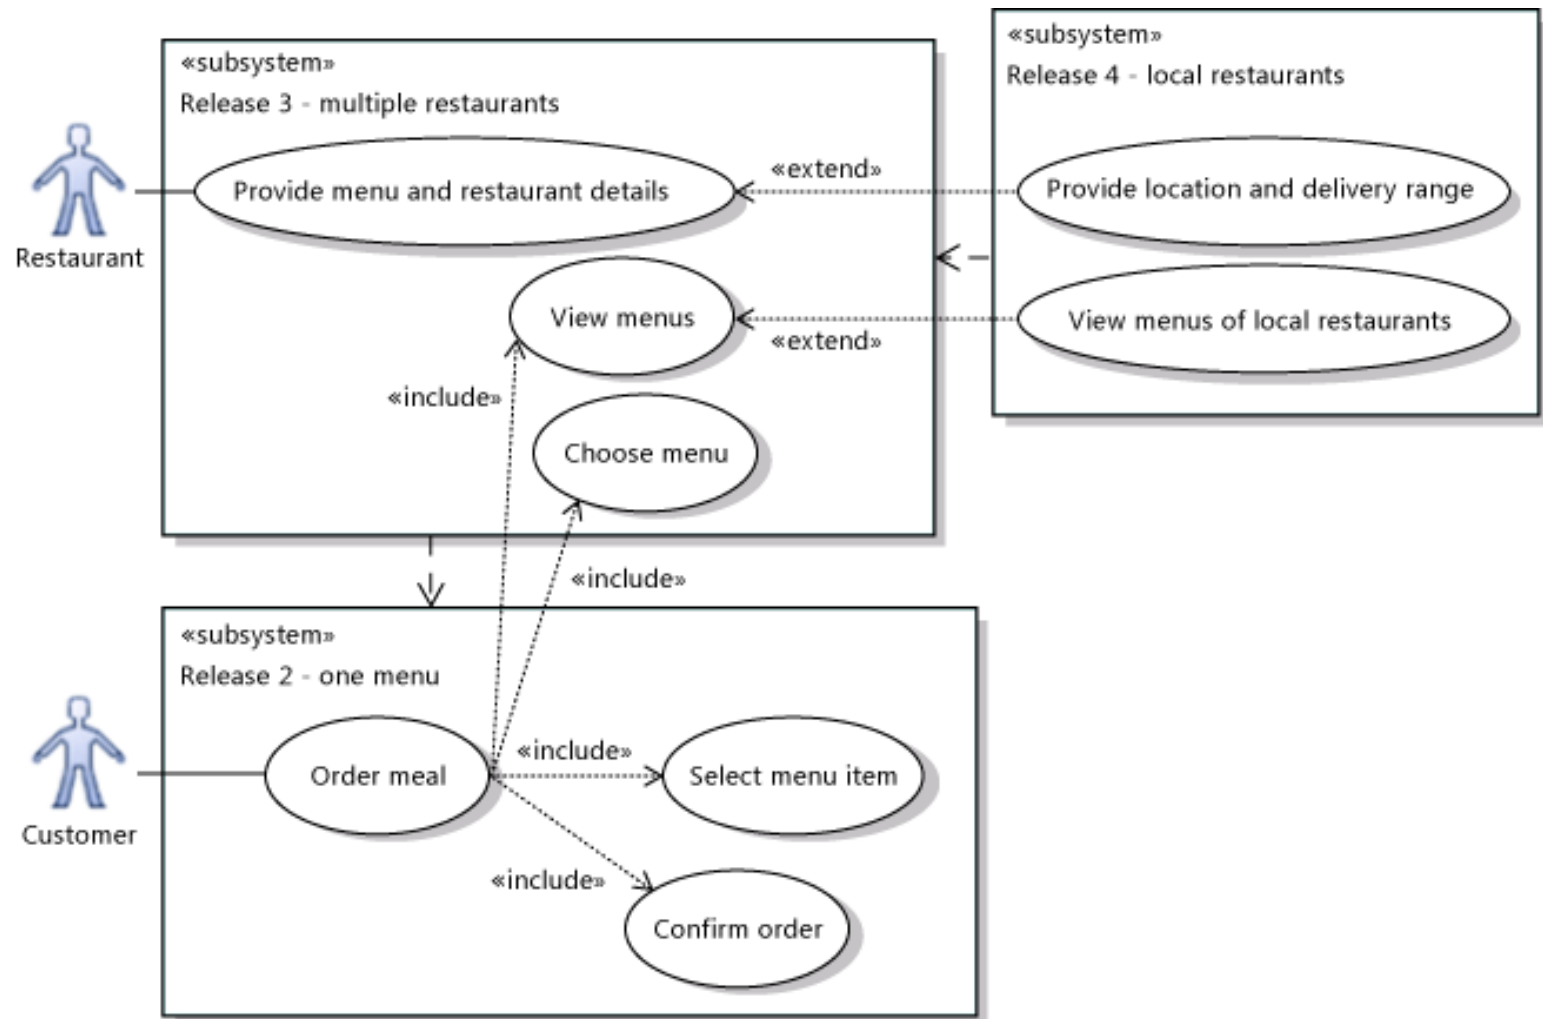 «subsystem»
Release 3 - multiple restaurants
Restaurant
Provide menu and restaurant details
View menus
Choose menu
«extend»
«extend»
«subsystem»
Release 4 - local restaurants
Provide location and delivery range
View menus of local restaurants
«include»
«include»
«subsystem»
Release 2 - one menu
Customer
Order meal
«include»
Select menu item
«include»
Confirm order